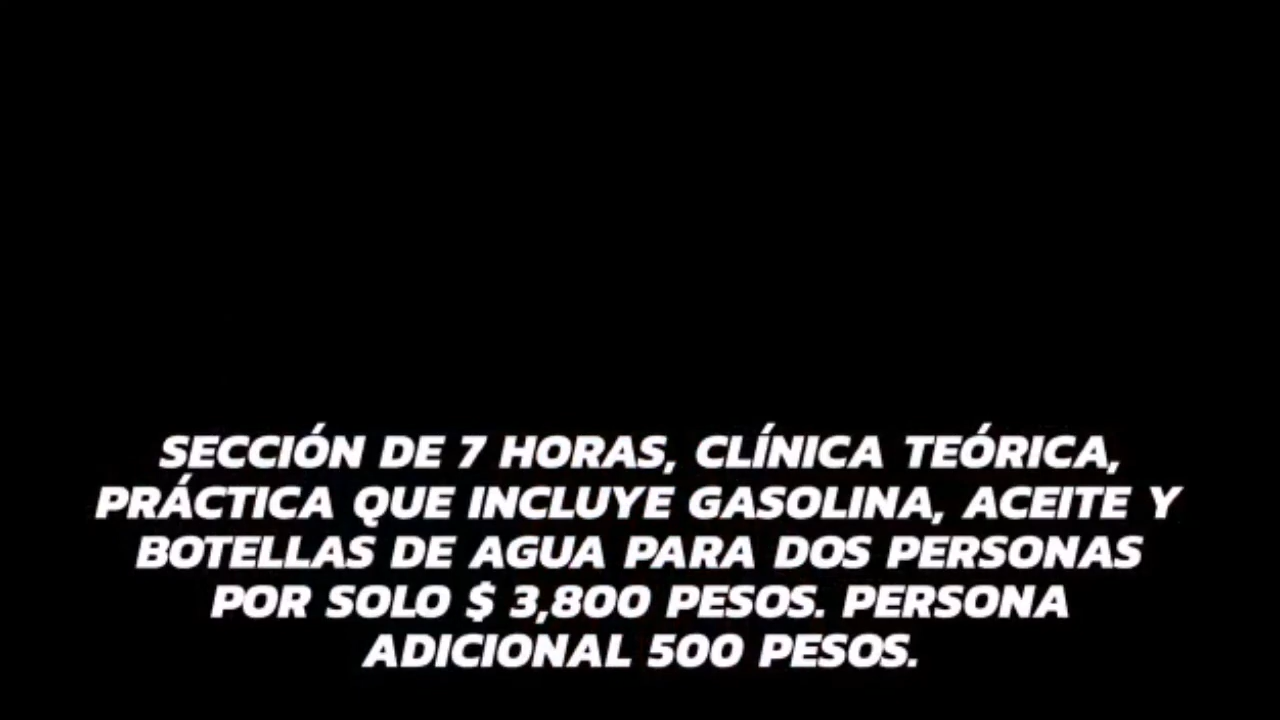 SECCIÓN DE 7 HORAS, CLÍNICA TEÓRICA,
PRÁCTICA QUE INCLUYE GASOLINA, ACEITE Y
BOTELLAS DE AGUA PARA DOS PERSONAS
POR SOLO $ 3,800 PESOS. PERSONA
ADICIONAL 500 PESOS.